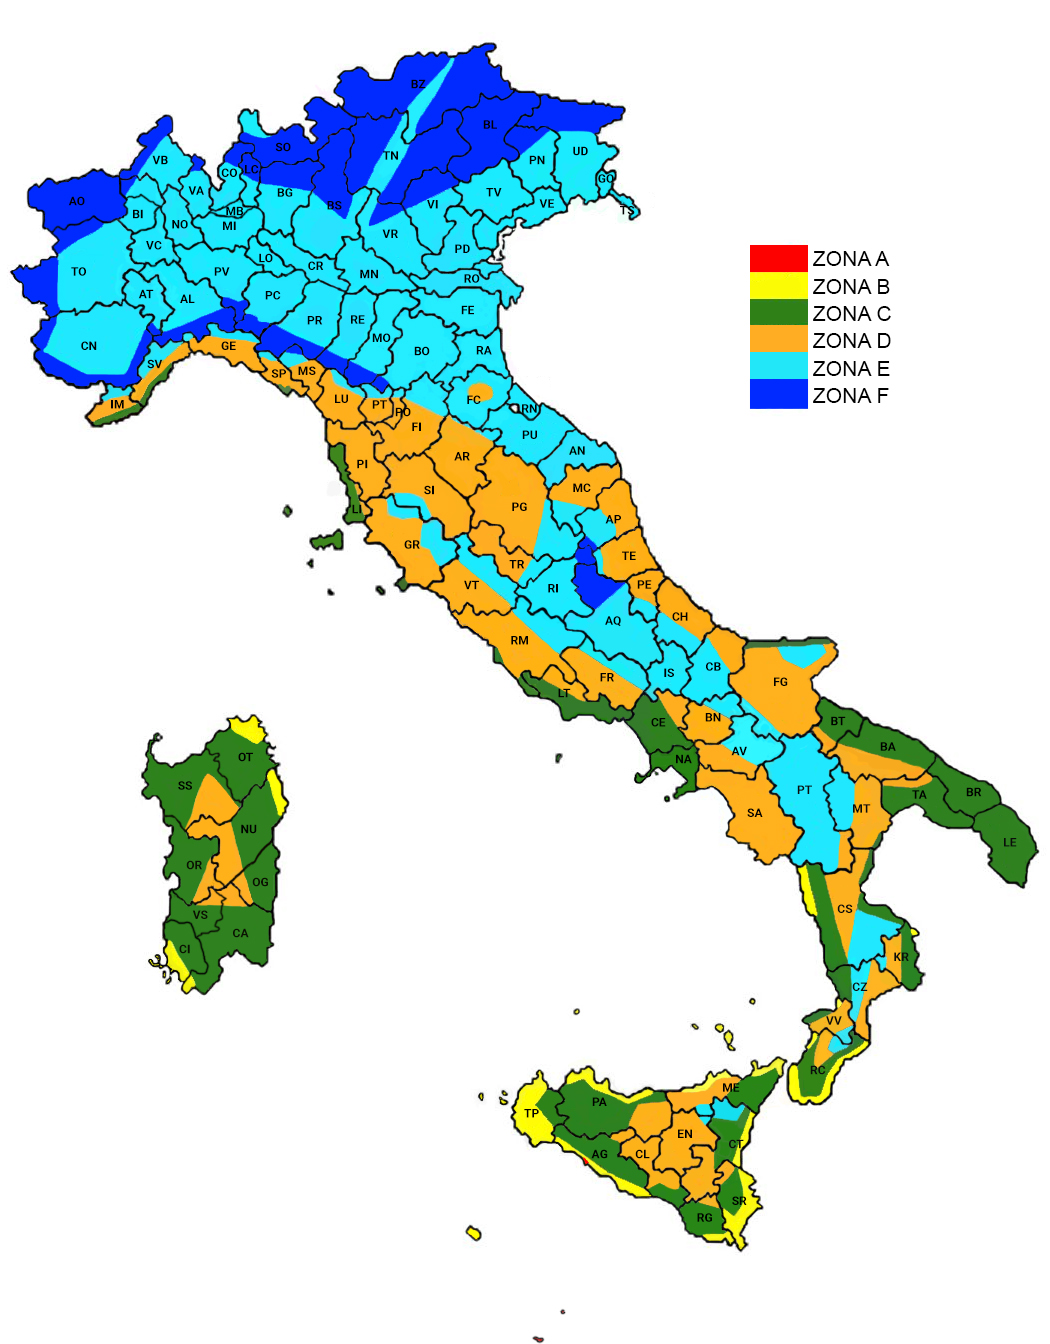 BZ
BL
SO
TN
UD
PN
VB
LC
CO
GO
VA
BG
TV
AO
BS
VI
VE
MB
TS
BI
NO
MI
VR
VC
PD
LO
CR
TO
PV
MN
RO
AT
AL
PC
FE
PR
RE
MO
CN
GE
BO
RA
SV
SP
MS
LU
FC
IM
PT
PO
RN
FI
PU
AN
AR
PI
SI
MC
LI
PG
AP
GR
TE
TR
VT
RI
PE
CH
AQ
RM
CB
IS
FR
FG
LT
CE
BN
BT
AV
BA
NA
OT
SS
PT
TA
BR
MT
SA
NU
LE
OR
OG
CS
VS
CA
CI
KR
CZ
VV
RC
ME
PA
TP
EN
CT
AG
CL
SR
RG
ZONA A
ZONA B
ZONA C
ZONA D
ZONA E
ZONA F